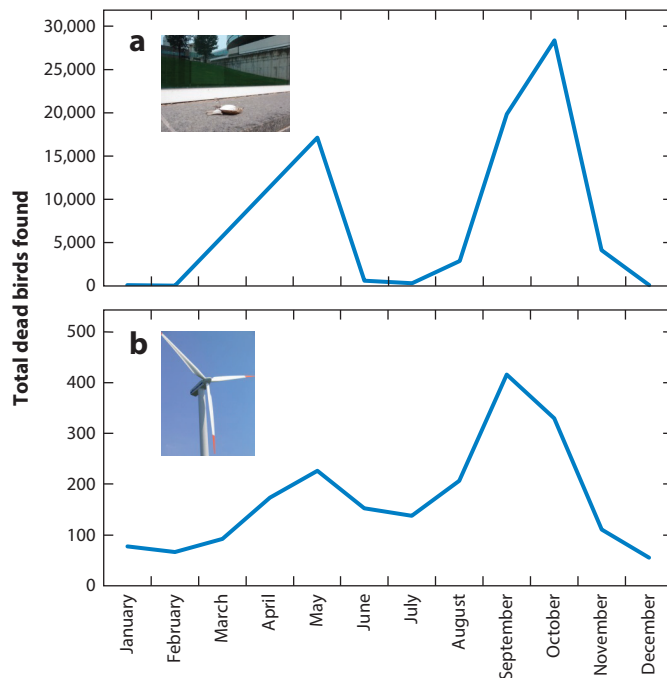 Total dead birds found
a
30,000
25,000
20,000
15,000
10,000
5,000
0
b
500
400
300
200
100
0
January
February
March
April
May
June
July
August
September
October
November
December